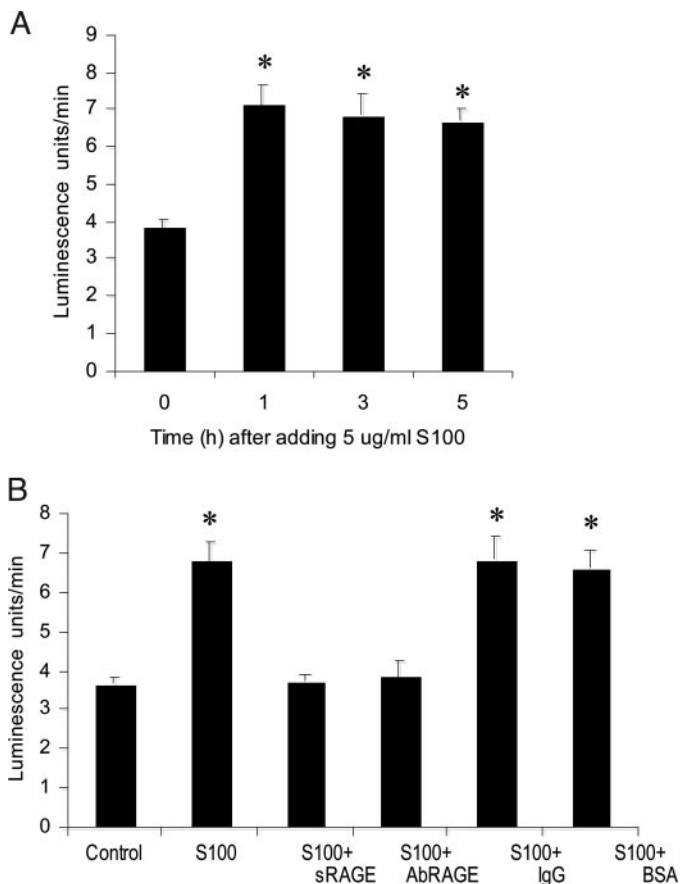 A
Luminescence units/min
9
8
7
6
5
4
3
2
1
0
* * *
0 1 3 5
Time (h) after adding 5 ug/ml S100
B
Luminescence units/min
8
7
6
5
4
3
2
1
0
* * *
Control S100 S100+ S100+ S100+ S100+
sRAGE AbRAGE IgG BSA